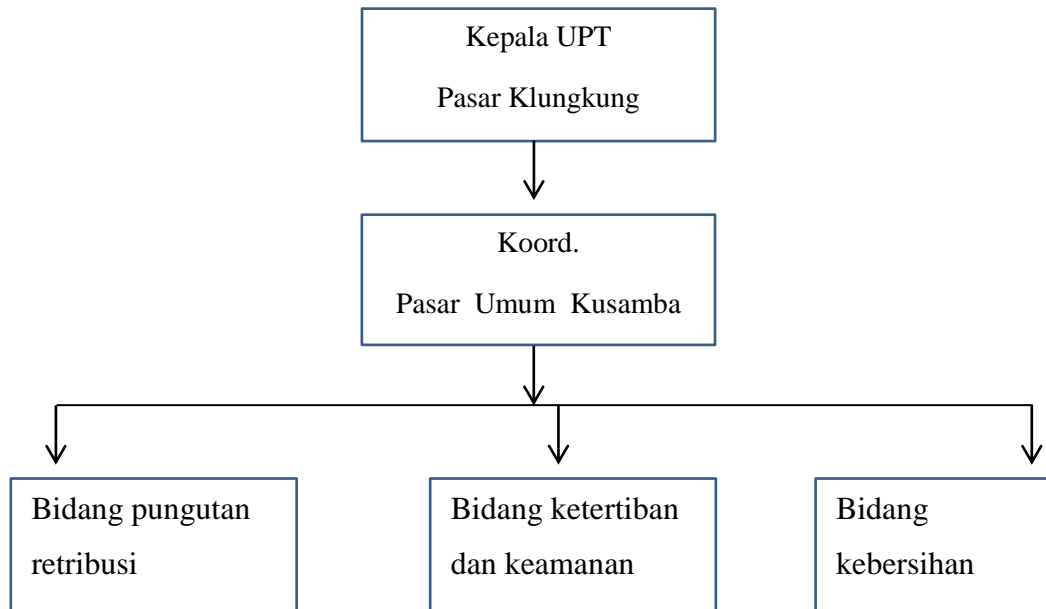 Kepala UPT
Pasar Klungkung
Koord.
Pasar Umum Kusamba
Bidang pungutan
retribusi
Bidang ketertiban
dan keamanan
Bidang
kebersihan